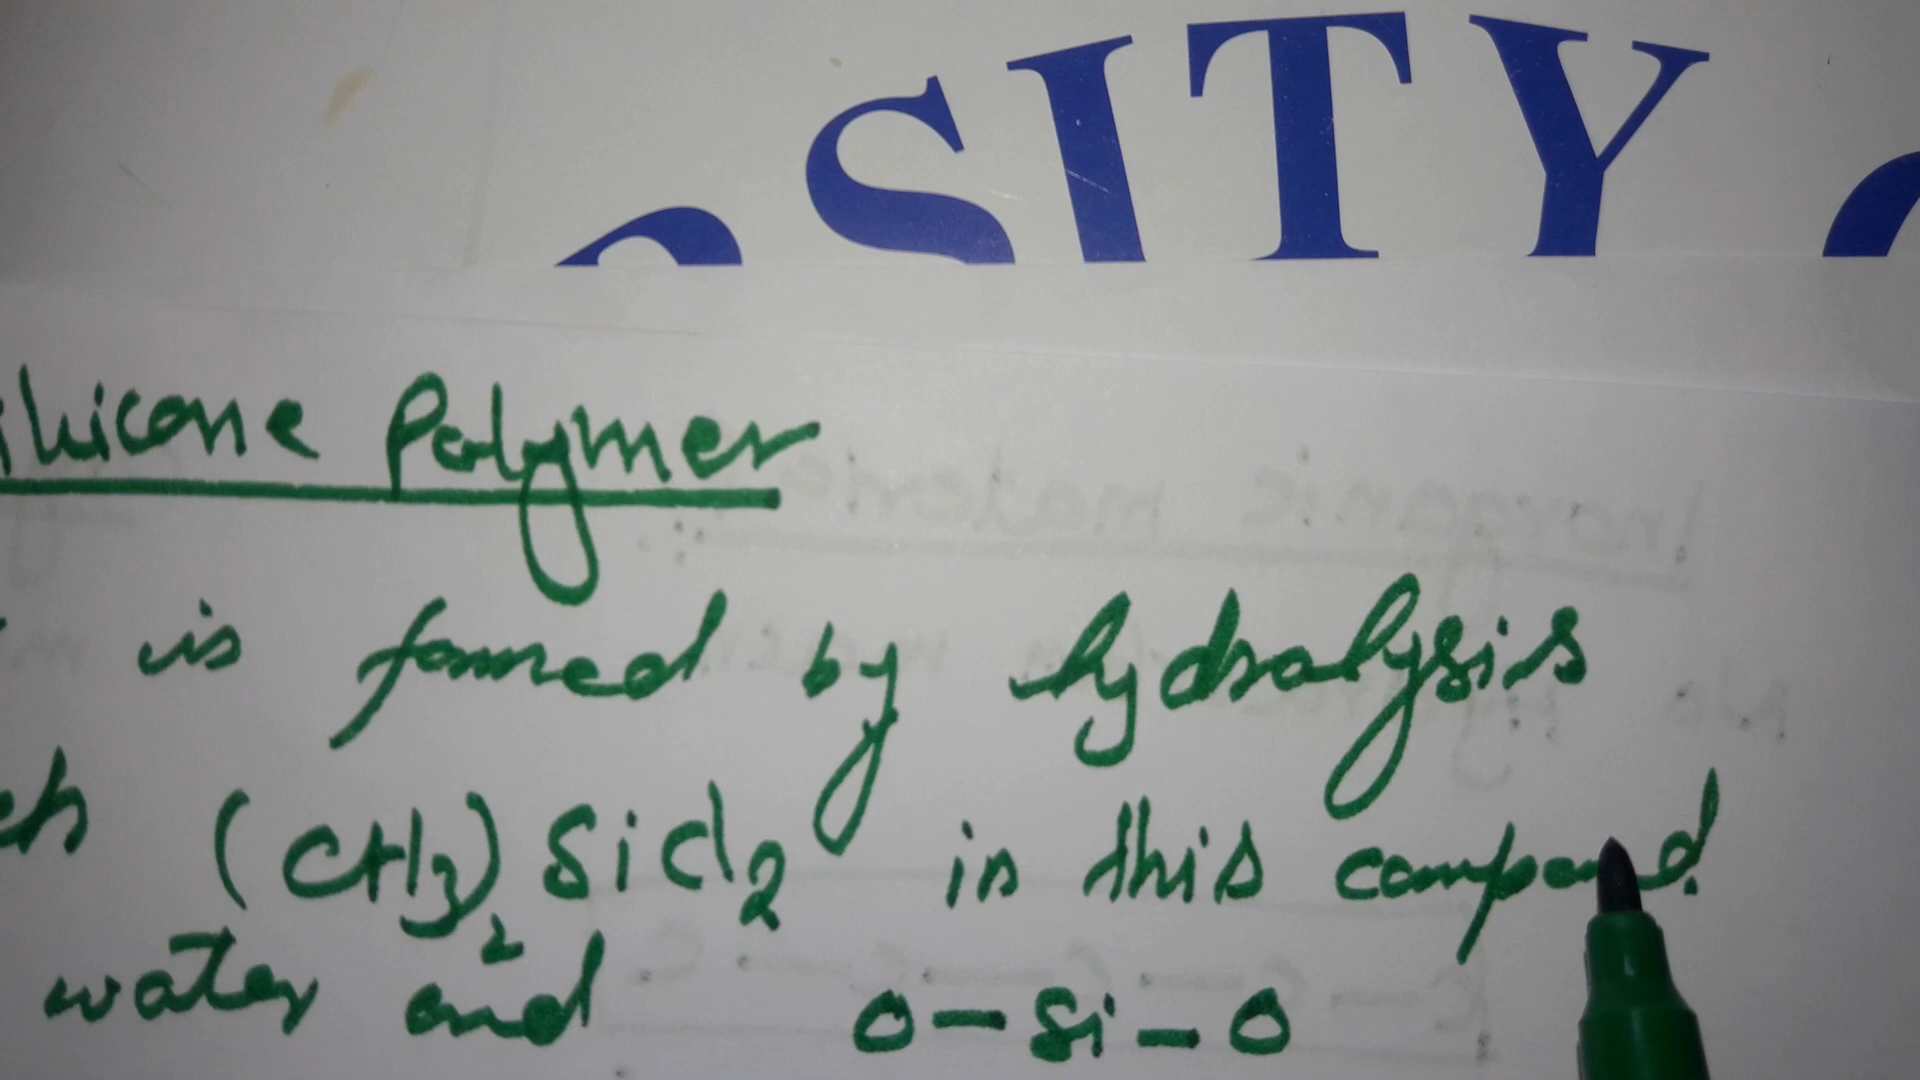 SITY
ilicone Polymer
is formed by hydrolysis
(CH3)2 SiCl2 in this compound
water and O-Si-O